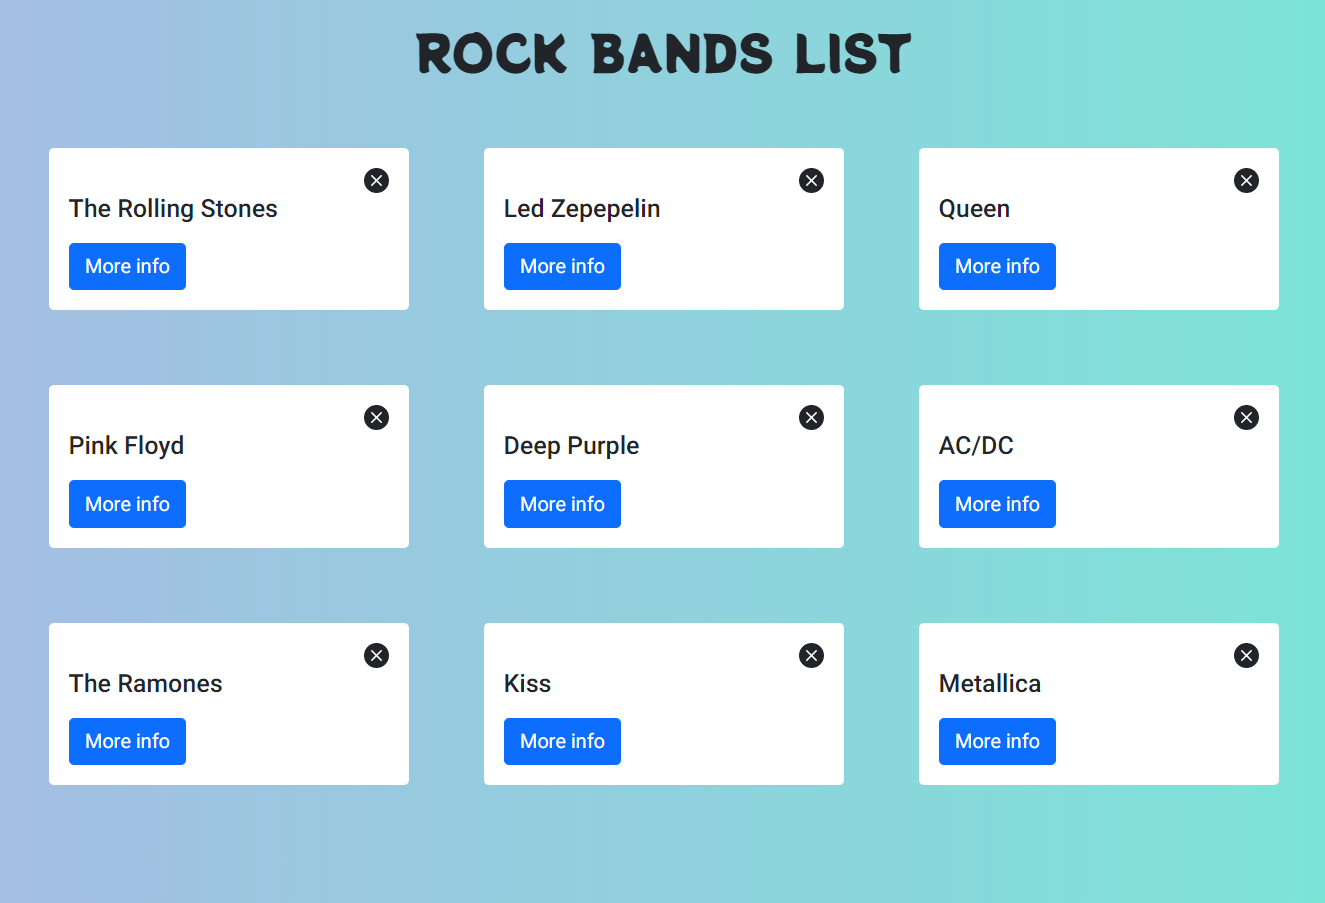 ROCK BANDS LIST
The Rolling Stones
More info
Led Zepepelin
More info
Queen
More info
Pink Floyd
More info
Deep Purple
More info
AC/DC
More info
The Ramones
More info
Kiss
More info
Metallica
More info